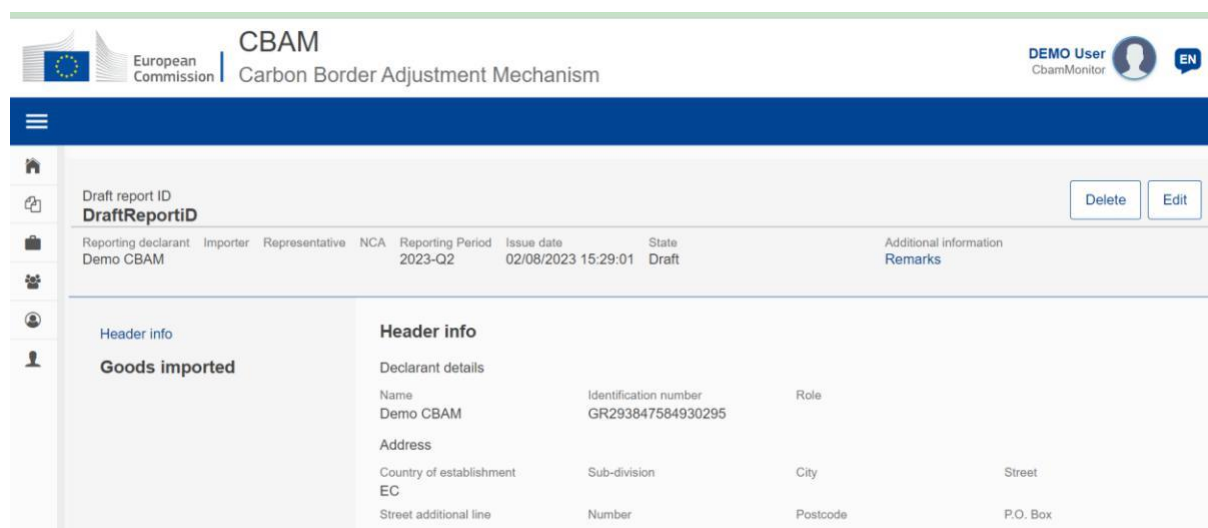 European
Commission
CBAM
Carbon Border Adjustment Mechanism
DEMO User
CbamMonitor
EN
Draft report ID
DraftReportiD
Delete Edit
Reporting declarant Importer Representative NCA Reporting Period Issue date State Additional information
Demo CBAM 2023-Q2 02/08/2023 15:29:01 Draft Remarks
Header info
Goods imported
Header info
Declarant details
Name Identification number Role
Demo CBAM GR293847584930295
Address
Country of establishment Sub-division City Street
EC
Street additional line Number Postcode P.O. Box